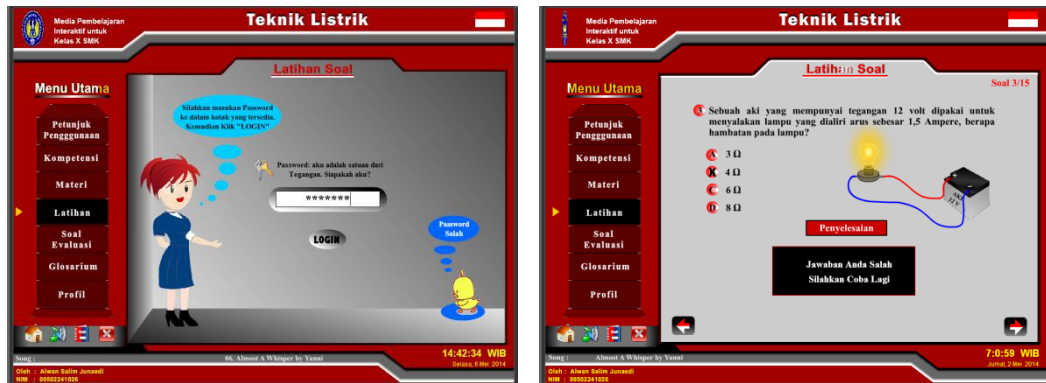 Media Pembelajaran
Interaktif untuk
Kelas X SMK
Teknik Listrik
Latihan Soal
Menu Utama
Petunjuk
Pengggunaan
Kompetensi
Materi
Latihan
Soal
Evaluasi
Glosarium
Profil
Silahkan masukan Password
ke dalam kotak yang tersedia.
Kemudian Klik "LOGIN"
Password: aku adalah satuan dari
Tegangan. Siapakah aku?
*******
LOGIN
Password
Salah
Song :
06. Almost A Whisper by Yanni
14:42:34 WIB
Selasa, 6 Mei 2014
Oleh : Alwan Salim Junaedi
NIM : 09502241026
Media Pembelajaran
Interaktif untuk
Kelas X SMK
Teknik Listrik
Latihan Soal
Soal 3/15
Menu Utama
Petunjuk
Pengggunaan
Kompetensi
Materi
Latihan
Soal
Evaluasi
Glosarium
Profil
3 Sebuah aki yang mempunyai tegangan 12 volt dipakai untuk
menyalakan lampu yang dialiri arus sebesar 1,5 Ampere, berapa
hambatan pada lampu?
A 3 Ω
4 Ω
C 6 Ω
D 8 Ω
AKI
12 V
Penyelesaian
Jawaban Anda Salah
Silahkan Coba Lagi
Song :
Almost A Whisper by Yanni
7:0:59 WIB
Jumat, 2 Mei 2014
Oleh : Alwan Salim Junaedi
NIM : 09502241026